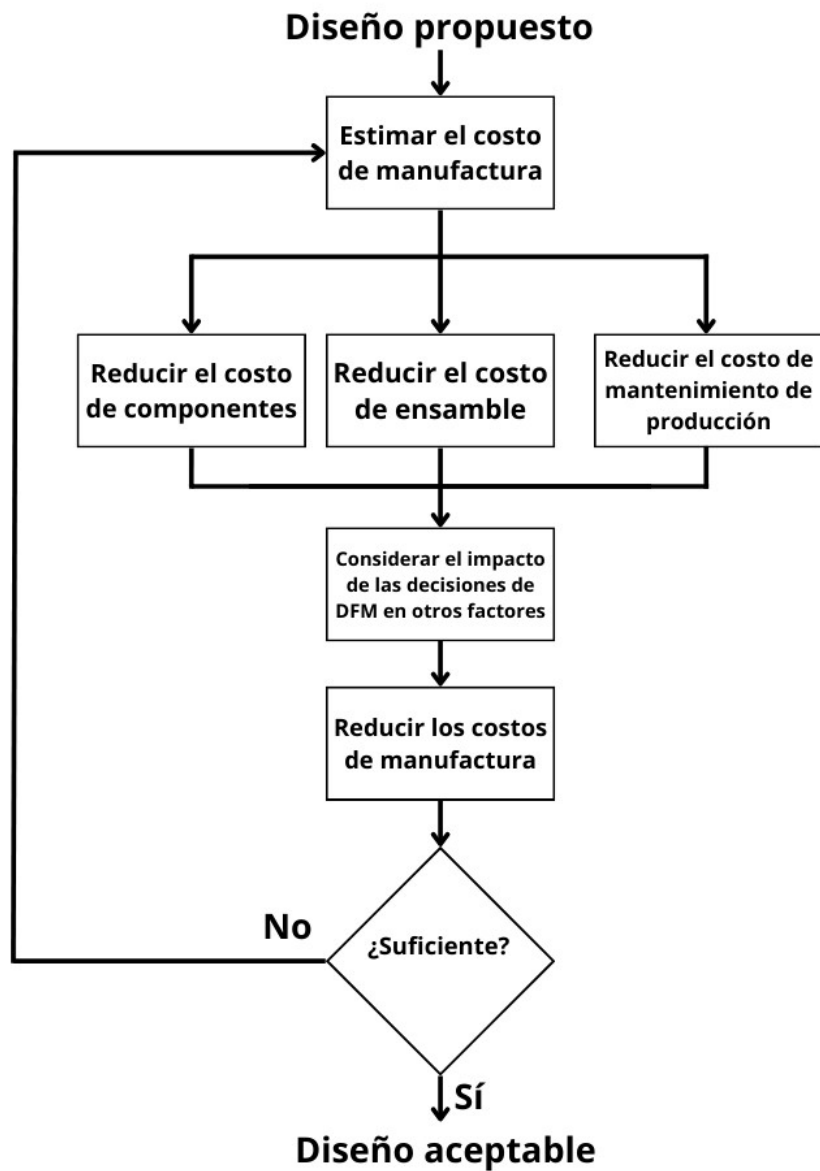 Diseño propuesto
Estimar el costo
de manufactura
Reducir el costo
de componentes
Reducir el costo
de ensamble
Reducir el costo de
mantenimiento de
producción
Considerar el impacto
de las decisiones de
DFM en otros factores
Reducir los costos
de manufactura
No
¿Suficiente?
Sí
Diseño aceptable